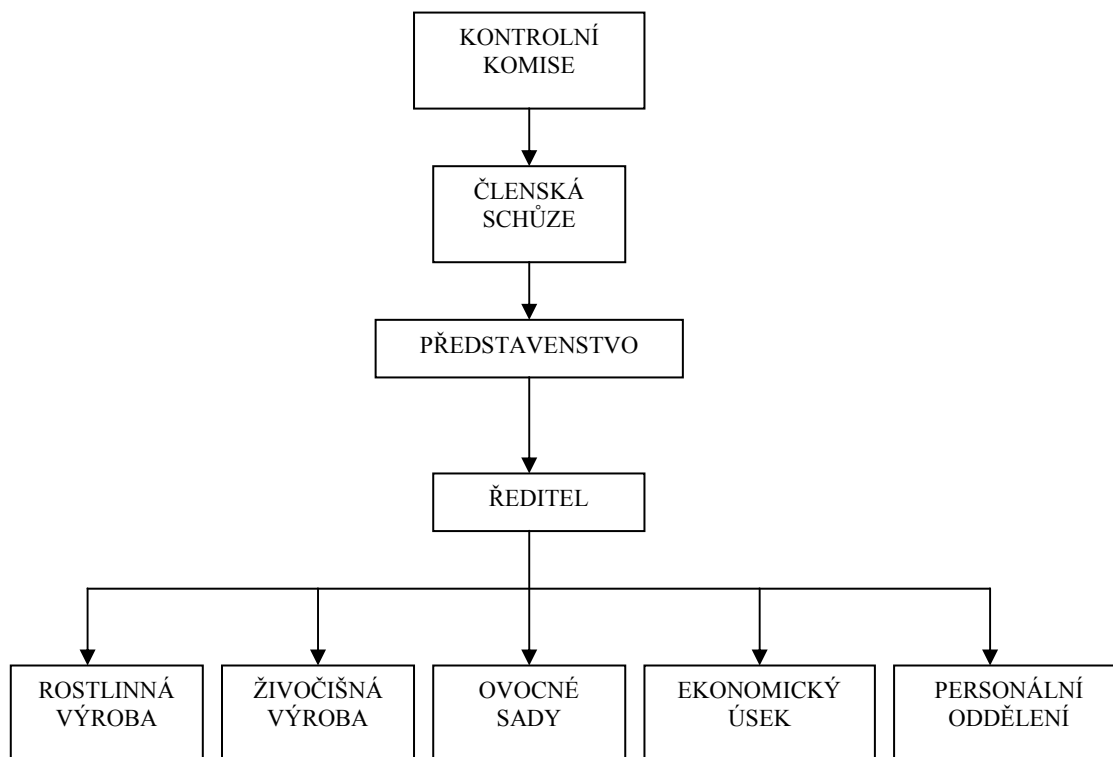 KONTROLNÍ
KOMISE
ČLENSKÁ
SCHŮZE
PŘEDSTAVENSTVO
ŘEDITEL
ROSTLINNÁ
VÝROBA
ŽIVOČIŠNÁ
VÝROBA
OVOCNÉ
SADY
EKONOMICKÝ
ÚSEK
PERSONÁLNÍ
ODDĚLENÍ